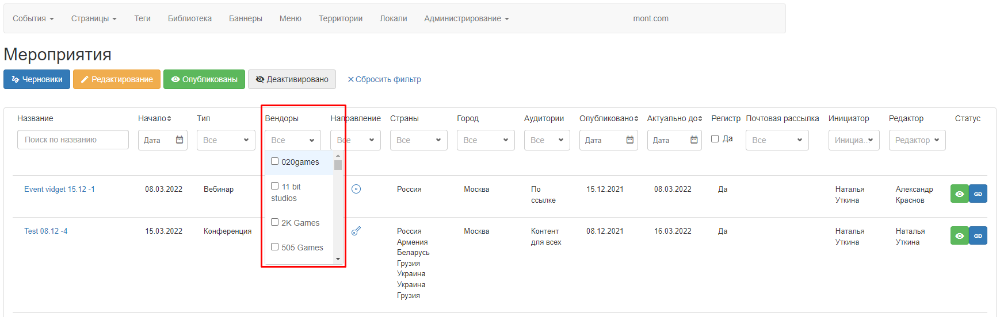 События Страницы Теги Библиотека Баннеры Меню Территории Локали Администрирование mont.com
Мероприятия
Черновики Редактирование Опубликованы Деактивировано Сбросить фильтр
Название Начало Тип Вендоры Направление Страны Город Аудитории Опубликовано Актуально до Регистр Почтовая рассылка Инициатор Редактор Статус
Поиск по названию Дата Все Все Все Все Все Все Дата Дата Да Все Инициа... Редактор
020games
11 bit
studios
2K Games
505 Games
Event vidget 15.12 -1 08.03.2022 Вебинар Россия Москва По 15.12.2021 08.03.2022 Да Наталья Александр
ссылке Уткина Краснов
Test 08.12 -4 15.03.2022 Конференция Россия Москва Контент 08.12.2021 16.03.2022 Да Наталья Наталья
Армения для всех Уткина Уткина
Беларусь
Грузия
Украина
Украина
Грузия